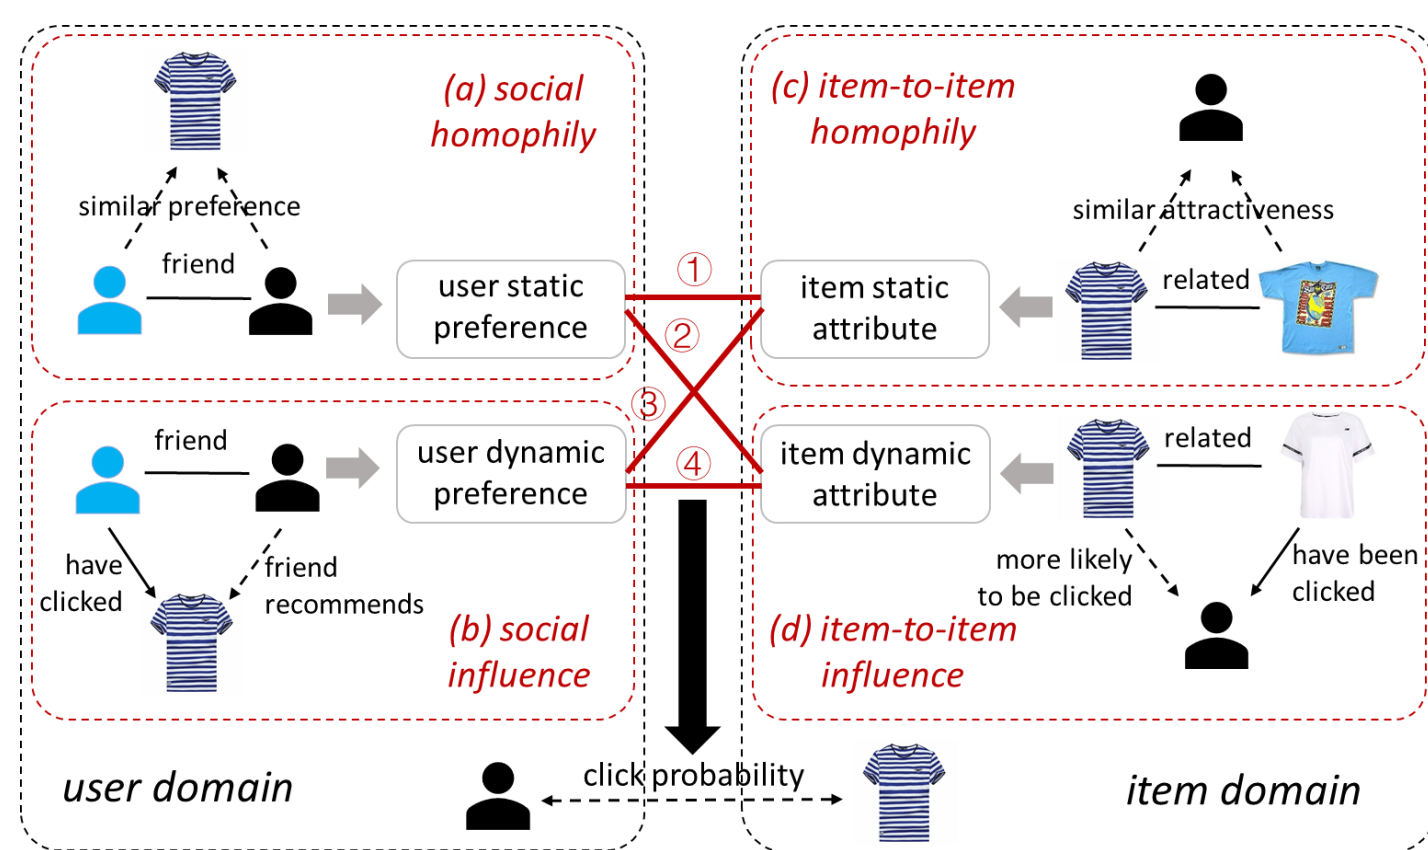 (a) social
homophily
similar preference
friend
user static
preference
(c) item-to-item
homophily
similar attractiveness
item static
attribute
related
①
②
③
④
friend
user dynamic
preference
have
clicked
friend
recommends
(b) social
influence
item dynamic
attribute
related
more likely
to be clicked
have been
clicked
(d) item-to-item
influence
user domain
click probability
item domain